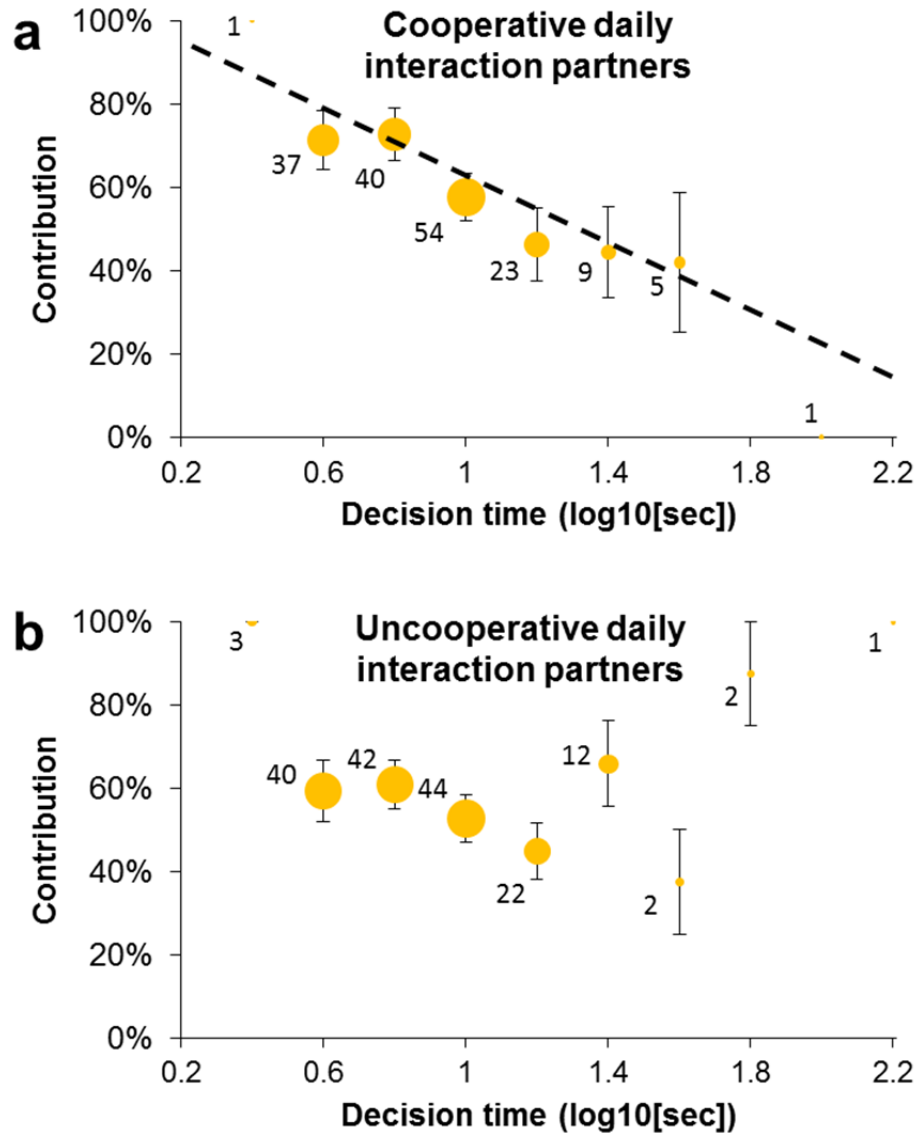 a
Cooperative daily
interaction partners
Contribution
100%
80%
60%
40%
20%
0%
1
37
40
54
23
9
5
1
0.2 0.6 1 1.4 1.8 2.2
Decision time (log10[sec])
b
Uncooperative daily
interaction partners
Contribution
100%
80%
60%
40%
20%
0%
3
40
42
44
22
12
2
2
1
0.2 0.6 1 1.4 1.8 2.2
Decision time (log10[sec])